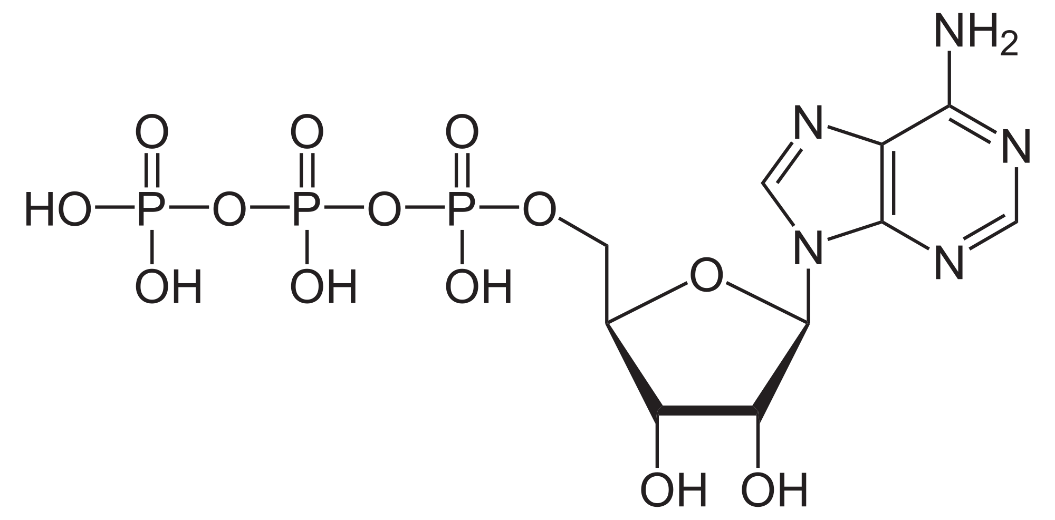 NH2
O O O N N
HO P O P O P O
OH OH OH N N
O
OH OH